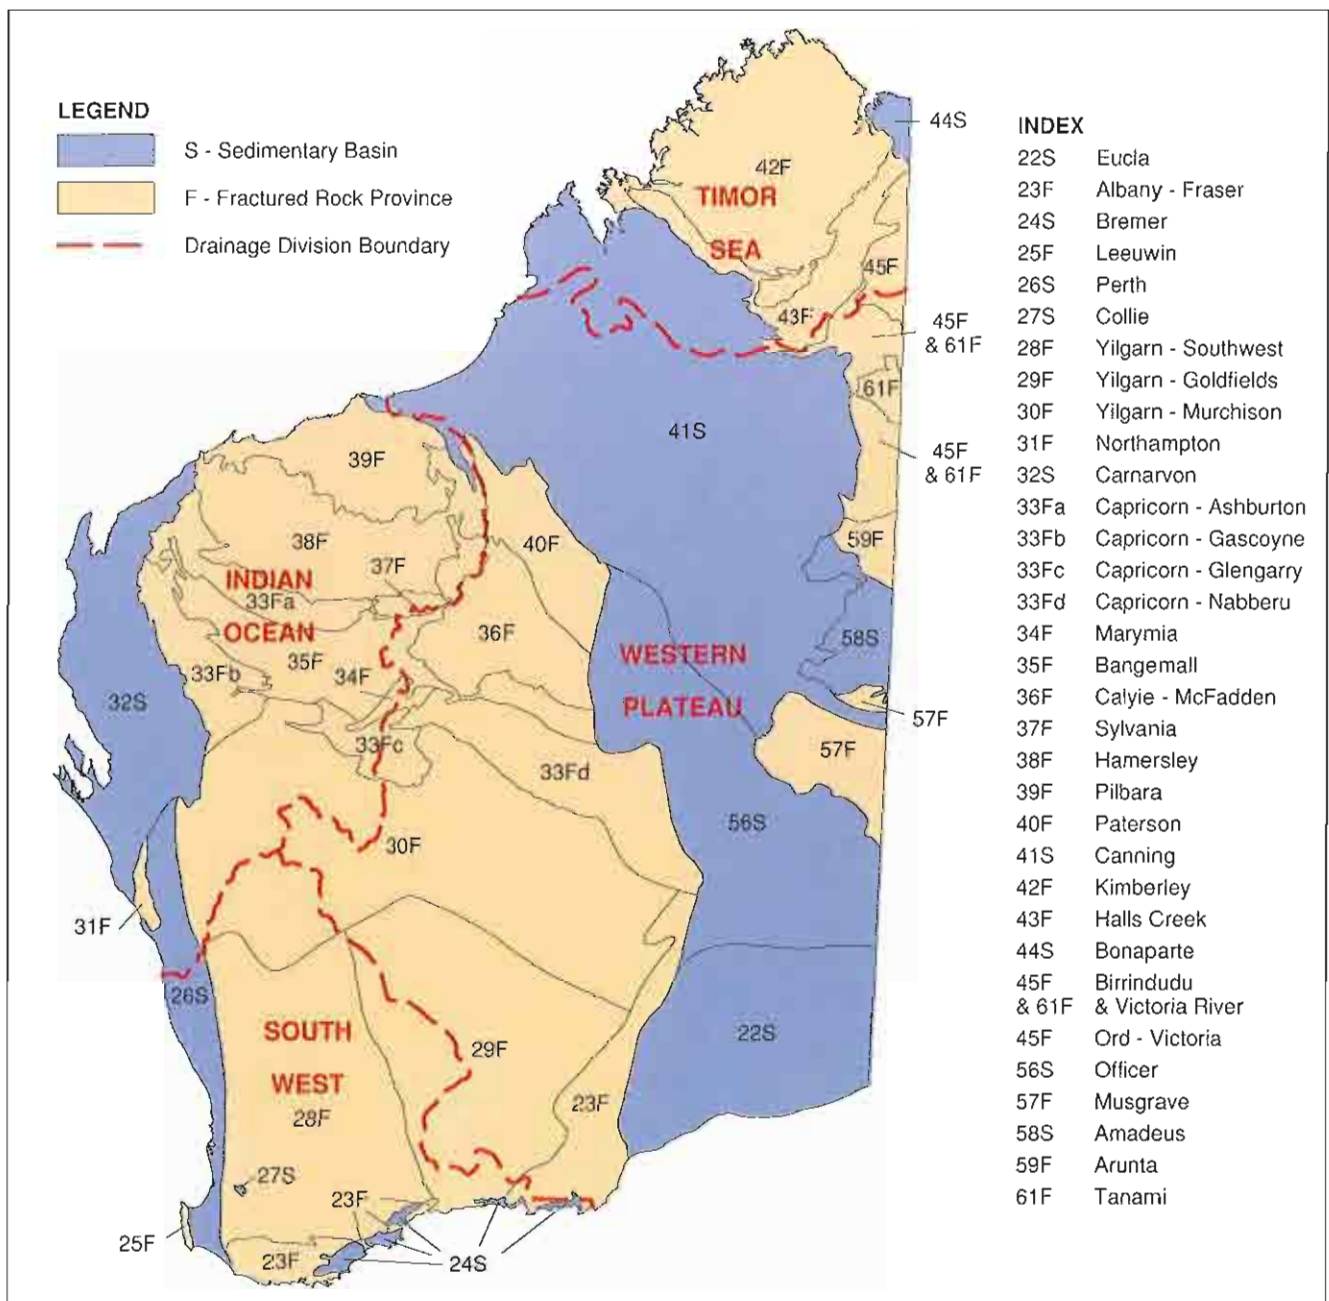 LEGEND
S - Sedimentary Basin
F - Fractured Rock Province
Drainage Division Boundary
44S
42F
TIMOR
SEA
45F
43F
45F
& 61F
61F
41S
45F
& 61F
39F
40F
59F
38F
37F
INDIAN
33Fa
OCEAN
36F
35F
34F
33Fb
58S
WESTERN
PLATEAU
32S
57F
33Fc
57F
33Fd
56S
30F
31F
26S
SOUTH
WEST
28F
29F
22S
23F
27S
23F
25F
23F
24S
INDEX
22S Eucla
23F Albany - Fraser
24S Bremer
25F Leeuwin
26S Perth
27S Collie
28F Yilgarn - Southwest
29F Yilgarn - Goldfields
30F Yilgarn - Murchison
31F Northampton
32S Carnarvon
33Fa Capricorn - Ashburton
33Fb Capricorn - Gascoyne
33Fc Capricorn - Glengarry
33Fd Capricorn - Nabberu
34F Marymia
35F Bangemall
36F Calyie - McFadden
37F Sylvania
38F Hamersley
39F Pilbara
40F Paterson
41S Canning
42F Kimberley
43F Halls Creek
44S Bonaparte
45F Birrindudu
& 61F & Victoria River
45F Ord - Victoria
56S Officer
57F Musgrave
58S Amadeus
59F Arunta
61F Tanami